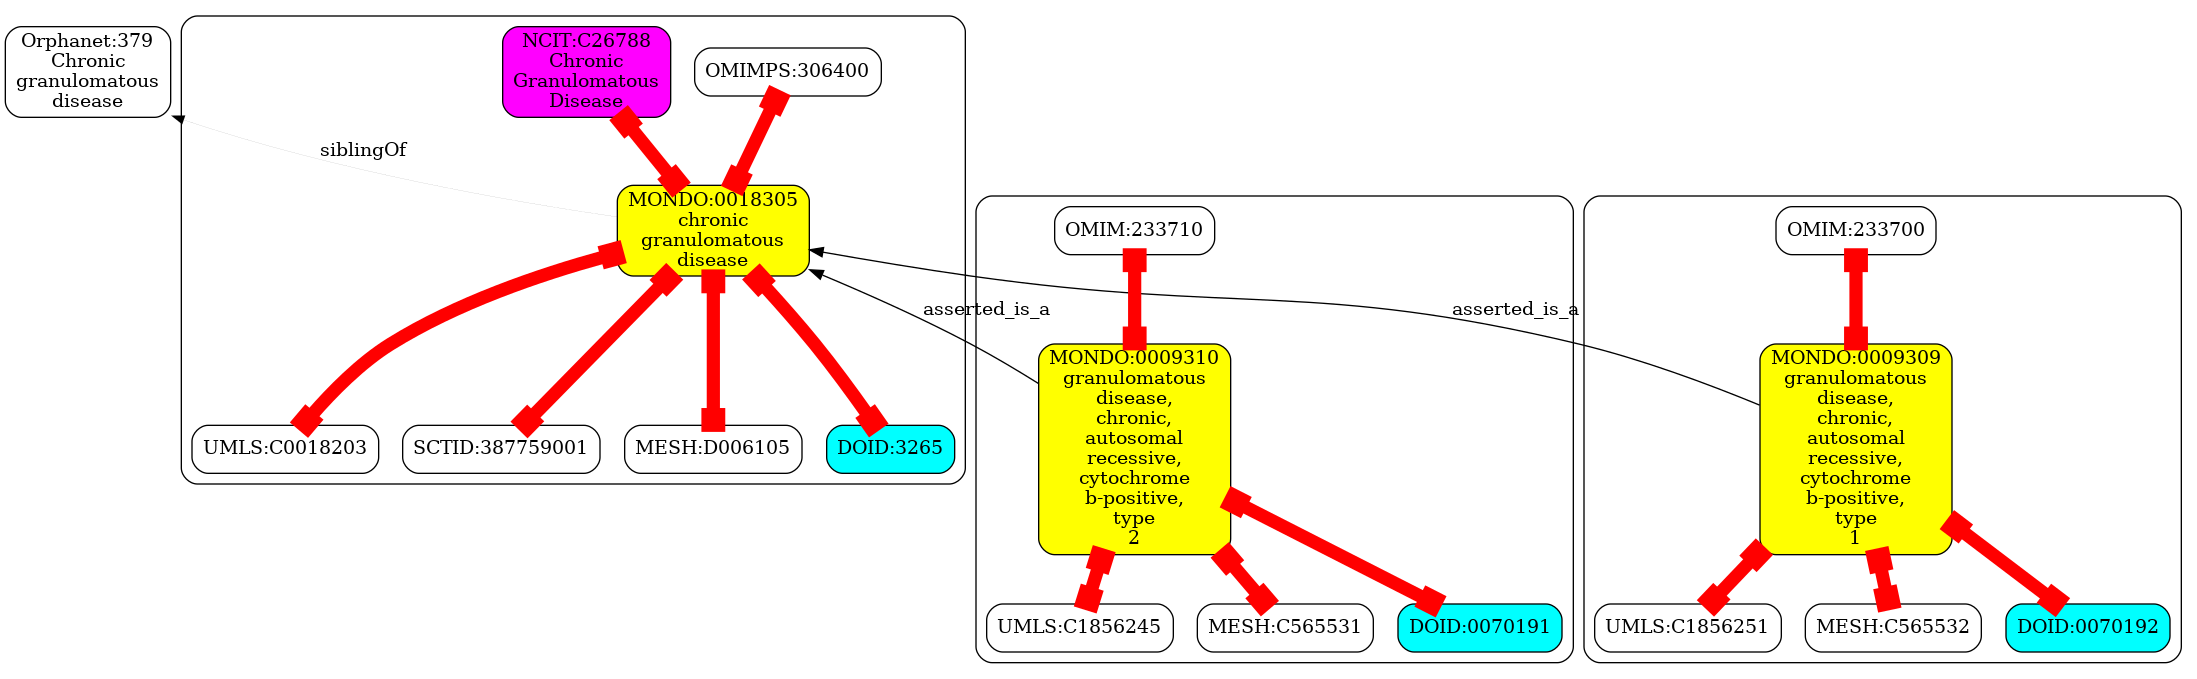 Orphanet:379
Chronic
granulomatous
disease
NCIT:C26788
Chronic
Granulomatous
Disease
OMIMPS:306400
siblingOf
MONDO:0018305
chronic
granulomatous
disease
OMIM:233710
OMIM:233700
asserted_is_a
asserted_is_a
MONDO:0009310
granulomatous
disease,
chronic,
autosomal
recessive,
cytochrome
b-positive,
type
2
MONDO:0009309
granulomatous
disease,
chronic,
autosomal
recessive,
cytochrome
b-positive,
type
1
UMLS:C0018203
SCTID:387759001
MESH:D006105
DOID:3265
UMLS:C1856245
MESH:C565531
DOID:0070191
UMLS:C1856251
MESH:C565532
DOID:0070192